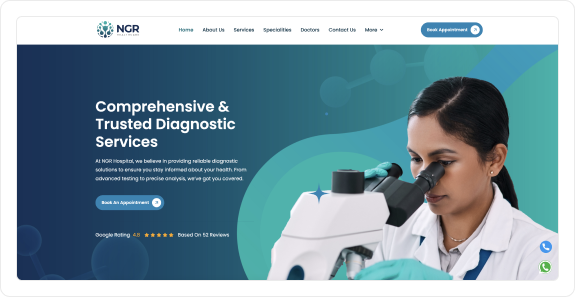 NGR
Home About Us Services Specialities Doctors Contact Us More
Book Appointment
Comprehensive &
Trusted Diagnostic
Services
At NGR Hospital, we believe in providing reliable diagnostic
solutions to ensure you stay informed about your health. From
advanced testing to precise analysis, we've got you covered.
Book An Appointment
Google Rating 4.8 ★★★★★ Based On 52 Reviews